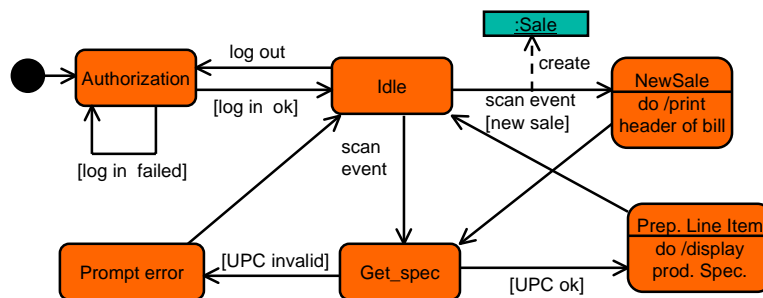 :Sale
log out
create
Authorization
Idle
NewSale
[log in ok]
scan event
[new sale]
do /print
header of bill
[log in failed]
scan
event
Prep. Line Item
do /display
prod. Spec.
Prompt error
[UPC invalid]
Get_spec
[UPC ok]